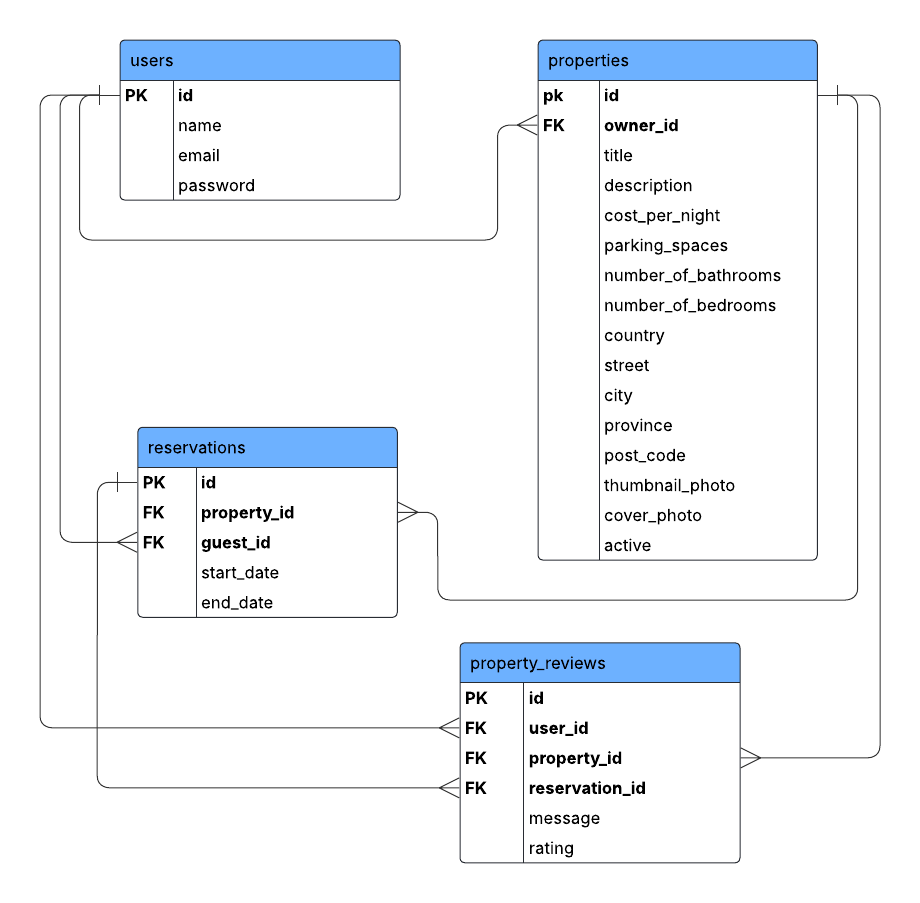 users
PK id
name
email
password
properties
pk id
FK owner_id
title
description
cost_per_night
parking_spaces
number_of_bathrooms
number_of_bedrooms
country
street
city
province
post_code
thumbnail_photo
cover_photo
active
reservations
PK id
FK property_id
FK guest_id
start_date
end_date
property_reviews
PK id
FK user_id
FK property_id
FK reservation_id
message
rating